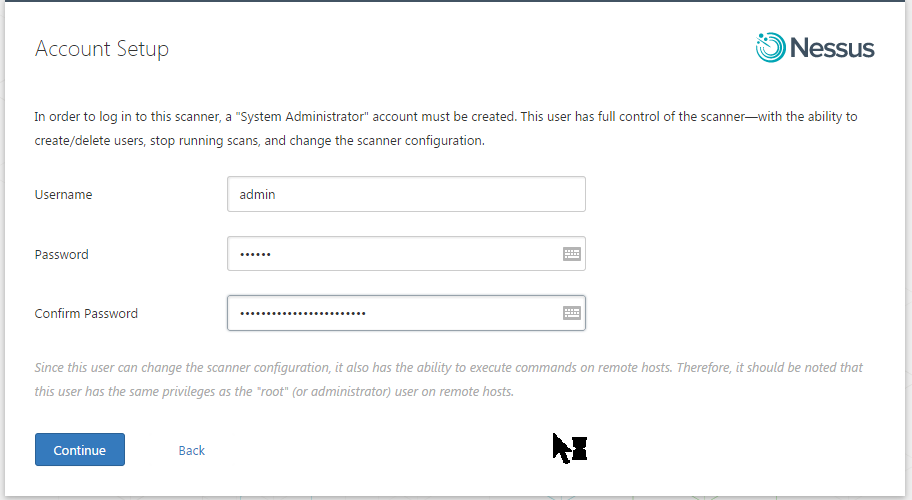 Account Setup
Nessus
In order to log in to this scanner, a "System Administrator" account must be created. This user has full control of the scanner—with the ability to
create/delete users, stop running scans, and change the scanner configuration.
Username
admin
Password
••••••
Confirm Password
••••••••••••••••••••••••
Since this user can change the scanner configuration, it also has the ability to execute commands on remote hosts. Therefore, it should be noted that
this user has the same privileges as the "root" (or administrator) user on remote hosts.
Continue
Back